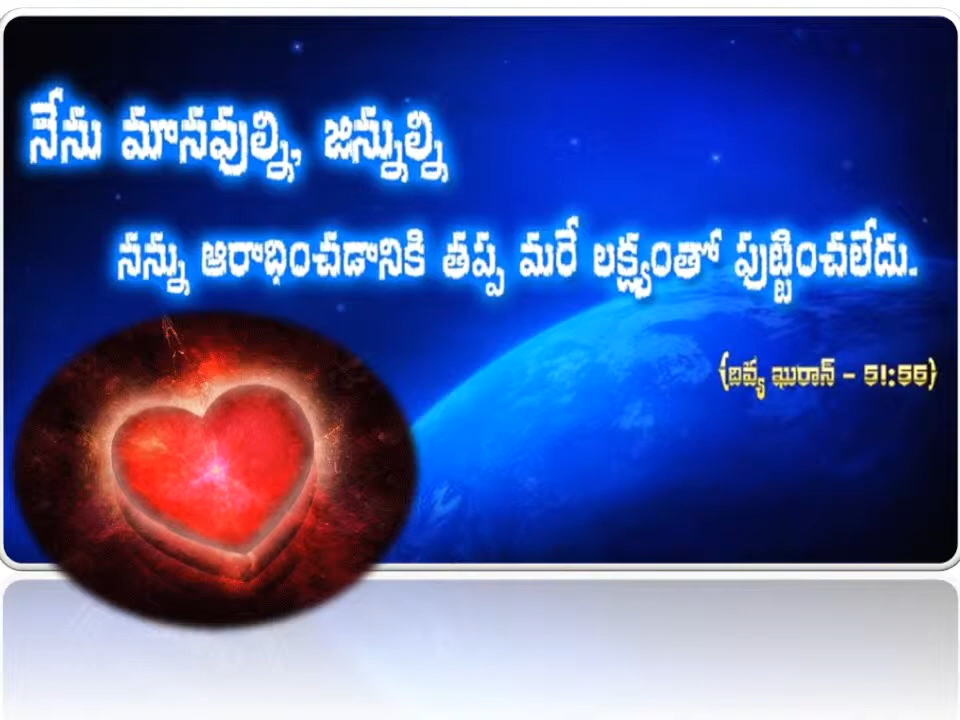 నేను మానవుల్ని, జిన్నుల్ని
నన్ను ఆరాధించడానికి తప్ప మరే లక్ష్యంతో పుట్టించలేదు.
(దివ్య ఖురాన్ - 51:56)